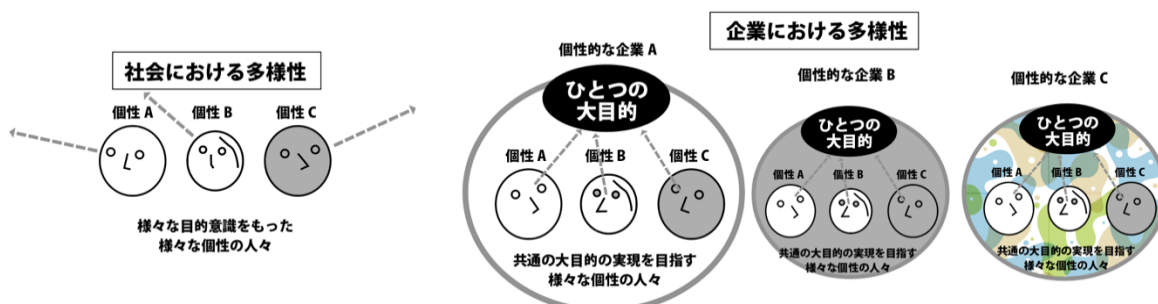 社会における多様性
個性 A
個性 B
個性 C
様々な目的意識をもった
様々な個性の人々
企業における多様性
個性的な企業 A
ひとつの
大目的
個性 A
個性 B
個性 C
共通の大目的の実現を目指す
様々な個性の人々
個性的な企業 B
ひとつの
大目的
個性 A
個性 B
個性 C
共通の大目的の実現を目指す
様々な個性の人々
個性的な企業 C
ひとつの
大目的
個性 A
個性 B
個性 C
共通の大目的の実現を目指す
様々な個性の人々